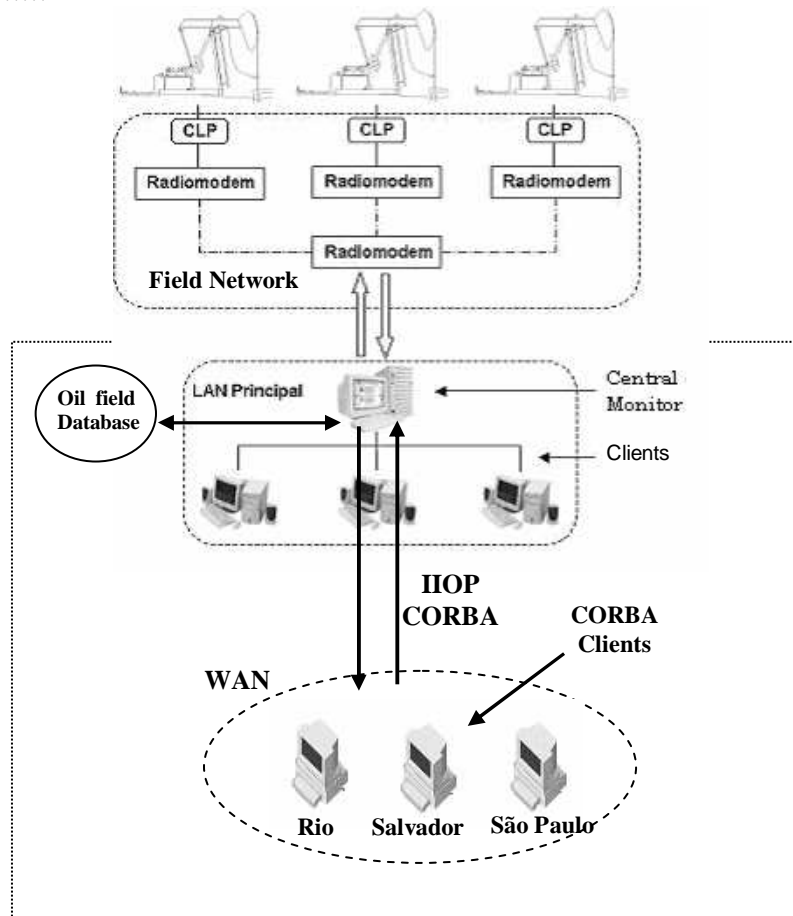 CLP CLP CLP
Radiomodem Radiomodem Radiomodem
Radiomodem
Field Network
LAN Principal
Central
Monitor
Oil field
Database
Clients
IIOP
CORBA
CORBA
Clients
WAN
Rio Salvador São Paulo